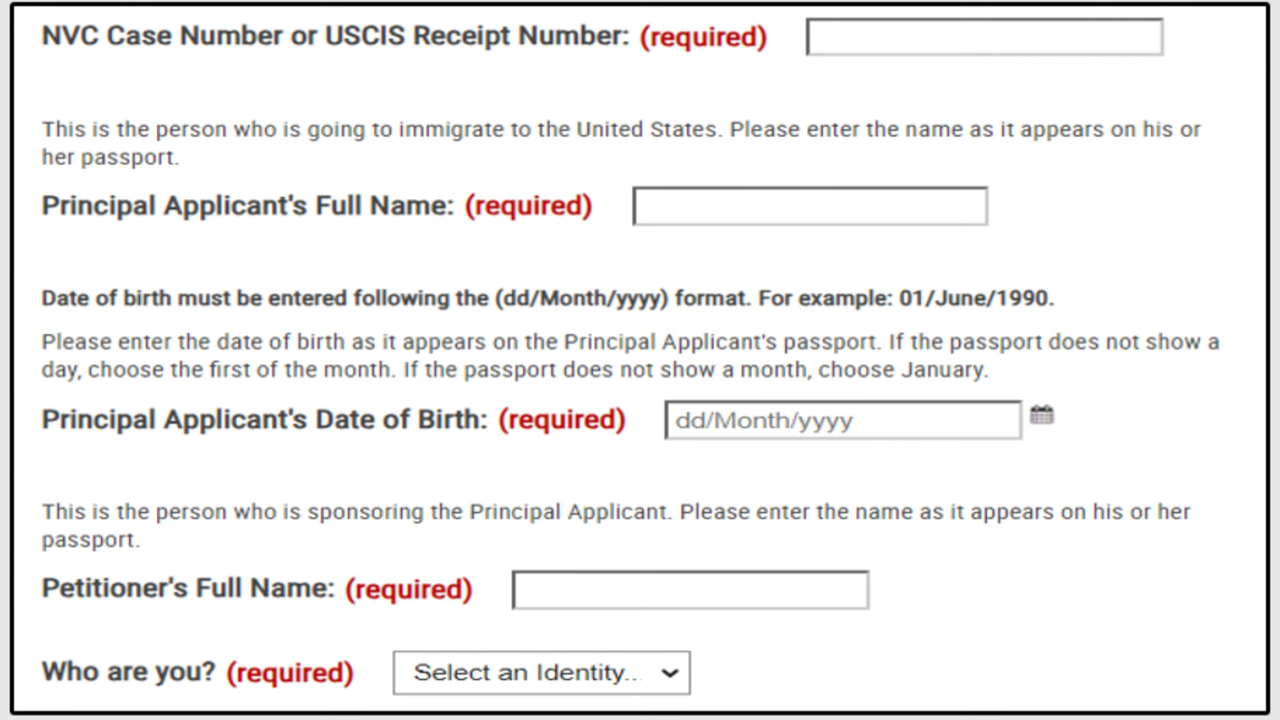 NVC Case Number or USCIS Receipt Number: (required)
This is the person who is going to immigrate to the United States. Please enter the name as it appears on his or
her passport.
Principal Applicant's Full Name: (required)
Date of birth must be entered following the (dd/Month/yyyy) format. For example: 01/June/1990.
Please enter the date of birth as it appears on the Principal Applicant's passport. If the passport does not show a
day, choose the first of the month. If the passport does not show a month, choose January.
Principal Applicant's Date of Birth: (required) dd/Month/yyyy
This is the person who is sponsoring the Principal Applicant. Please enter the name as it appears on his or her
passport.
Petitioner's Full Name: (required)
Who are you? (required) Select an Identity...